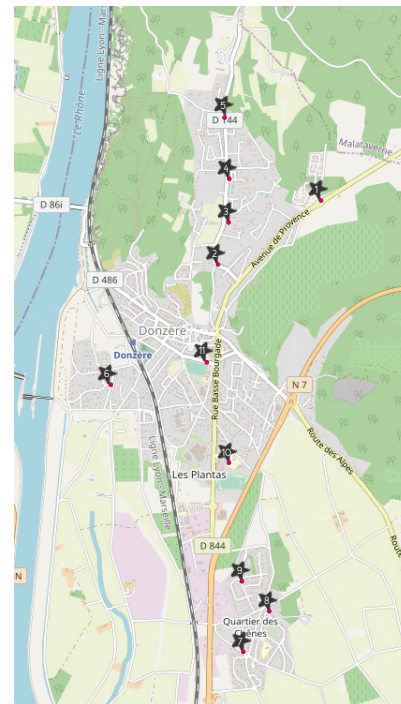 Ligne Lyon - Marseille
Le Rhône
5
D 144
4
Malataverne
1
D 86i
3
Avenue de Provence
2
D 486
Donzère
Donzère
11
6
Rue Basse Bourgade
N 7
Route des Alpes
10
Les Plantas
Ligne Lyon - Marseille
Route
D 844
9
N
8
Quartier des
Chênes
7